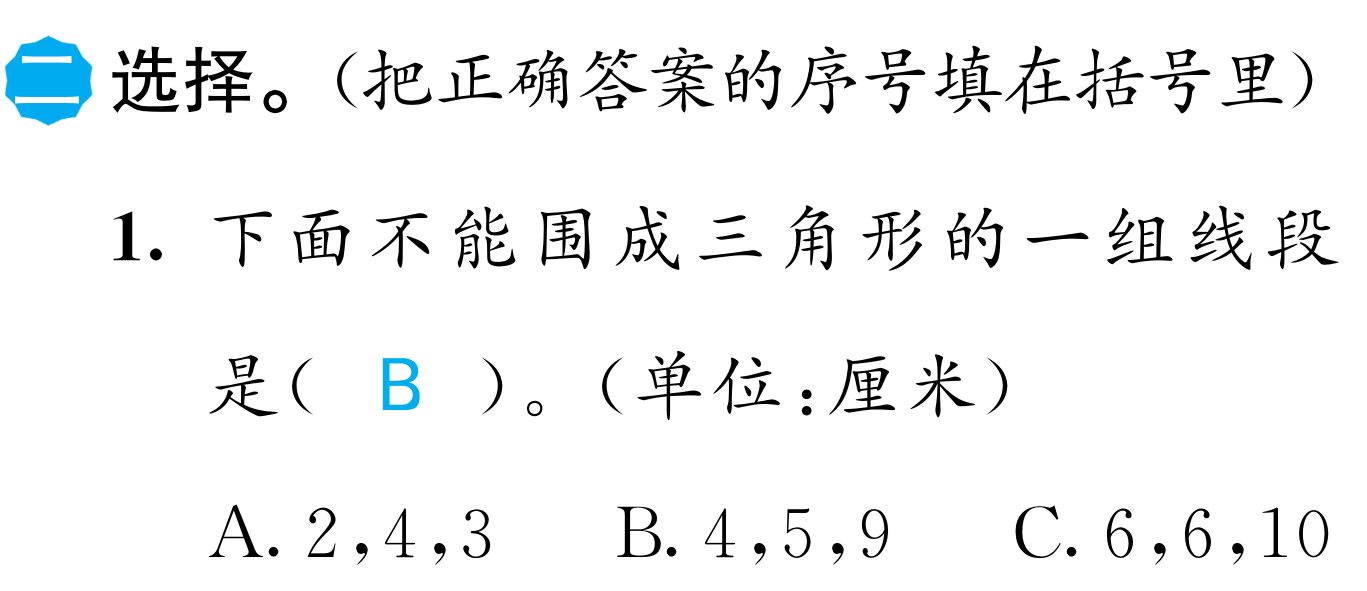 二 选择。(把正确答案的序号填在括号里)
1. 下面不能围成三角形的一组线段
是( B )。(单位:厘米)
A. 2,4,3 B. 4,5,9 C. 6,6,10